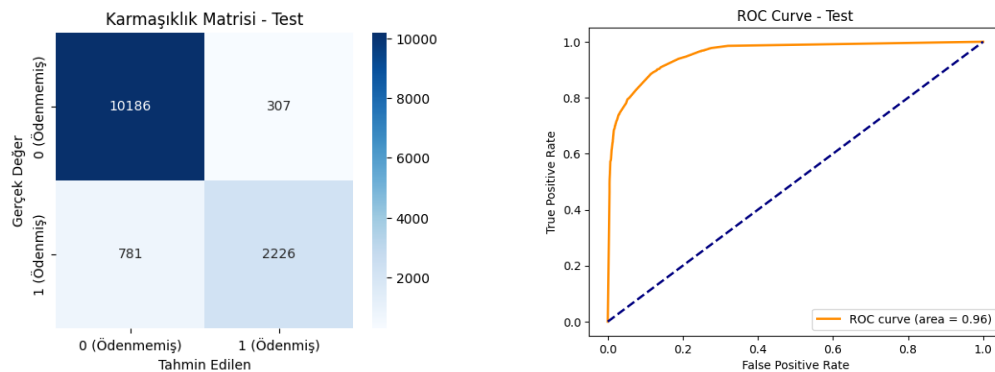 Karmaşıklık Matrisi - Test
Gerçek Değer
0 (Ödenmemiş)
1 (Ödenmiş)
10186
307
781
2226
0 (Ödenmemiş)
1 (Ödenmiş)
Tahmin Edilen
10000
8000
6000
4000
2000
ROC Curve - Test
True Positive Rate
1.0
0.8
0.6
0.4
0.2
0.0
ROC curve (area = 0.96)
0.0
0.2
0.4
0.6
0.8
1.0
False Positive Rate